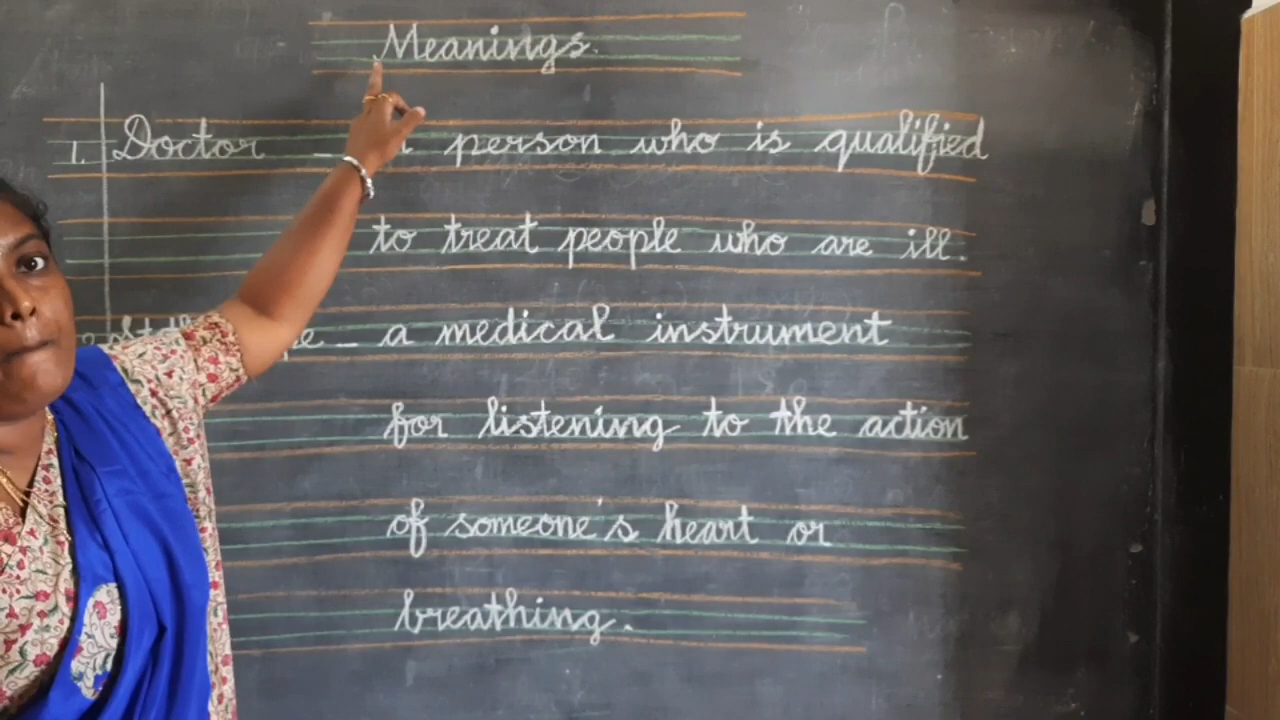 Meanings.
1. Doctor - a person who is qualified
to treat people who are ill.
- a medical instrument
for listening to the action
of someone's heart or
breathing.